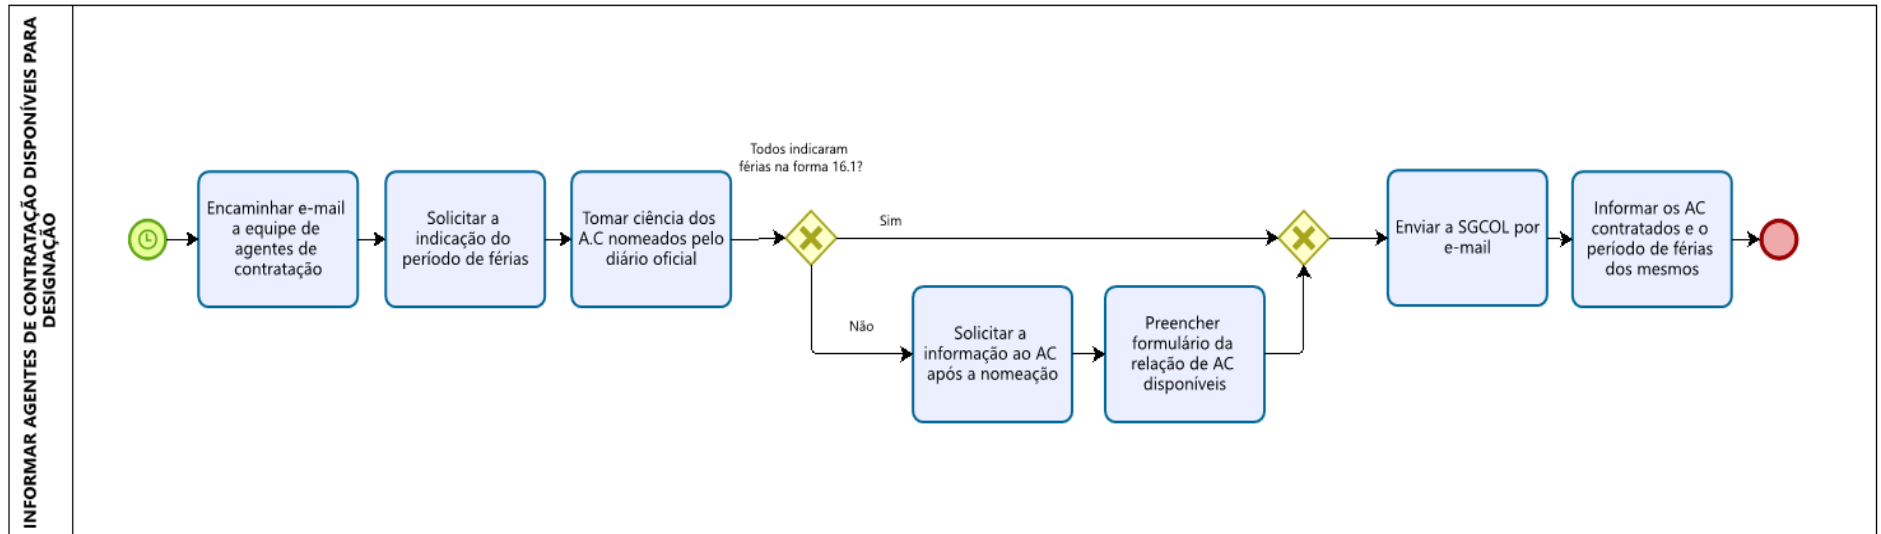 INFORMAR AGENTES DE CONTRATAÇÃO DISPONÍVEIS PARA
DESIGNAÇÃO
Encaminhar e-mail
a equipe de
agentes de
contratação
Solicitar a
indicação do
período de férias
Tomar ciência dos
A.C nomeados pelo
diário oficial
Todos indicaram
férias na forma 16.1?
Sim
Não
Solicitar a
informação ao AC
após a nomeação
Preencher
formulário da
relação de AC
disponíveis
Enviar a SGCOL por
e-mail
Informar os AC
contratados e o
período de férias
dos mesmos